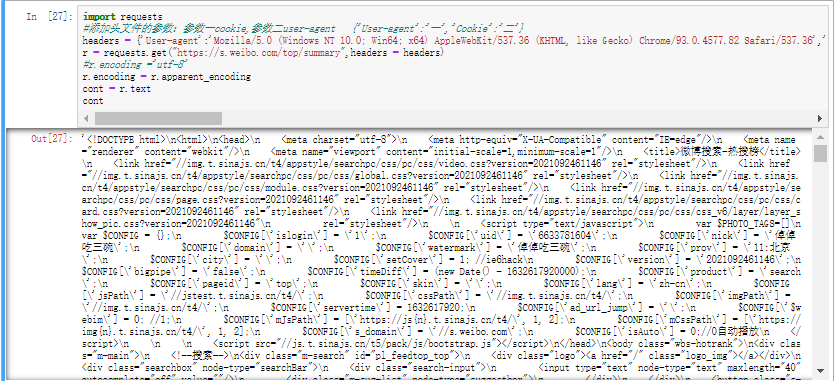 In [27]:
import requests
#添加头文件的参数：参数一cookie,参数二user-agent {"User-agent":'一','Cookie':'二'}
headers = {'User-agent':'Mozilla/5.0 (Windows NT 10.0; Win64; x64) AppleWebKit/537.36 (KHTML, like Gecko) Chrome/93.0.4577.82 Safari/537.36','
r = requests.get("https://s.weibo.com/top/summary",headers = headers)
#r.encoding ='utf-8'
r.encoding = r.apparent_encoding
cont = r.text
cont
Out[27]:
'<!DOCTYPE html>\n<html>\n<head>\n    <meta charset="utf-8">\n    <meta http-equiv="X-UA-Compatible" content="IE=edge"/>\n    <meta name
="renderer" content="webkit"/>\n    <meta name="viewport" content="initial-scale=1,minimum-scale=1"/>\n    <title>微博搜索-热搜榜</title>
\n    <link href="//img.t.sinajs.cn/t4/appstyle/searchpc/css/pc/css/video.css?version=2021092461146" rel="stylesheet"/>\n    <link href
="//img.t.sinajs.cn/t4/appstyle/searchpc/css/pc/css/global.css?version=2021092461146" rel="stylesheet"/>\n    <link href="//img.t.sinajs.
cn/t4/appstyle/searchpc/css/pc/css/module.css?version=2021092461146" rel="stylesheet"/>\n    <link href="//img.t.sinajs.cn/t4/appstyle/se
archpc/css/pc/css/page.css?version=2021092461146" rel="stylesheet"/>\n    <link href="//img.t.sinajs.cn/t4/appstyle/searchpc/css/pc/css/c
ard.css?version=2021092461146" rel="stylesheet"/>\n    <link href="//img.t.sinajs.cn/t4/appstyle/searchpc/css/pc/css/css_v6/layer/layer_s
how_pic.css?version=2021092461146"\n          rel="stylesheet"/>\n    \n    <script type="text/javascript">\n        var $PHOTO_TAGS=[]\n
var $CONFIG = {};\n        $CONFIG[\'islogin\'] = \'1\';\n        $CONFIG[\'uid\'] = \'6633781604\';\n        $CONFIG[\'nick\'] = \'倬倬
吃三碗\';\n        $CONFIG[\'domain\'] = \'\';\n        $CONFIG[\'watermark\'] = \'倬倬吃三碗\';\n        $CONFIG[\'prov\'] = \'11:北京
\';\n        $CONFIG[\'city\'] = \'\';\n        $CONFIG[\'setCover\'] = 1; //ie6hack\n        $CONFIG[\'version\'] = \'2021092461146\';\n
$CONFIG[\'bigpipe\'] = \'false\';\n        $CONFIG[\'timeDiff\'] = (new Date() - 1632617920000);\n        $CONFIG[\'product\'] = \'search
\';\n        $CONFIG[\'pageid\'] = \'top\';\n        $CONFIG[\'skin\'] = \'\';\n        $CONFIG[\'lang\'] = \'zh-cn\';\n        $CONFIG
[\'jsPath\'] = \'//jstest.t.sinajs.cn/t4/\';\n        $CONFIG[\'cssPath\'] = \'//img.t.sinajs.cn/t4/\';\n        $CONFIG[\'imgPath\'] =
\'//img.t.sinajs.cn/t4/\';\n        $CONFIG[\'servertime\'] = 1632617920;\n        $CONFIG[\'ad_url_jump\'] = \'\';\n        $CONFIG[\'$w
ebim\'] = 0; //1;\n        $CONFIG[\'mJsPath\'] = [\'https://js{n}.t.sinajs.cn/t4/\', 1, 2];\n        $CONFIG[\'mCssPath\'] = [\'https://
img{n}.t.sinajs.cn/t4/\', 1, 2];\n        $CONFIG[\'s_domain\'] = \'//s.weibo.com\';\n        $CONFIG[\'isAuto\'] = 0;//0自动播放\n    </
script>\n    \n    <script src="//js.t.sinajs.cn/t5/pack/js/bootstrap.js"></script>\n</head>\n<body class="wbs-hotrank">\n<div clas
s="m-main">\n    <!--搜索-->\n<div class="m-search" id="pl_feedtop_top">\n    <div class="logo"><a href="/" class="logo_img"></a></div>\n
<div class="searchbox" node-type="searchBar">\n    <div class="search-input">\n        <input type="text" node-type="text" maxlength="40"